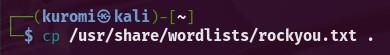 ┌──(kuromi㉿kali)-[~]
└─$ cp /usr/share/wordlists/rockyou.txt .